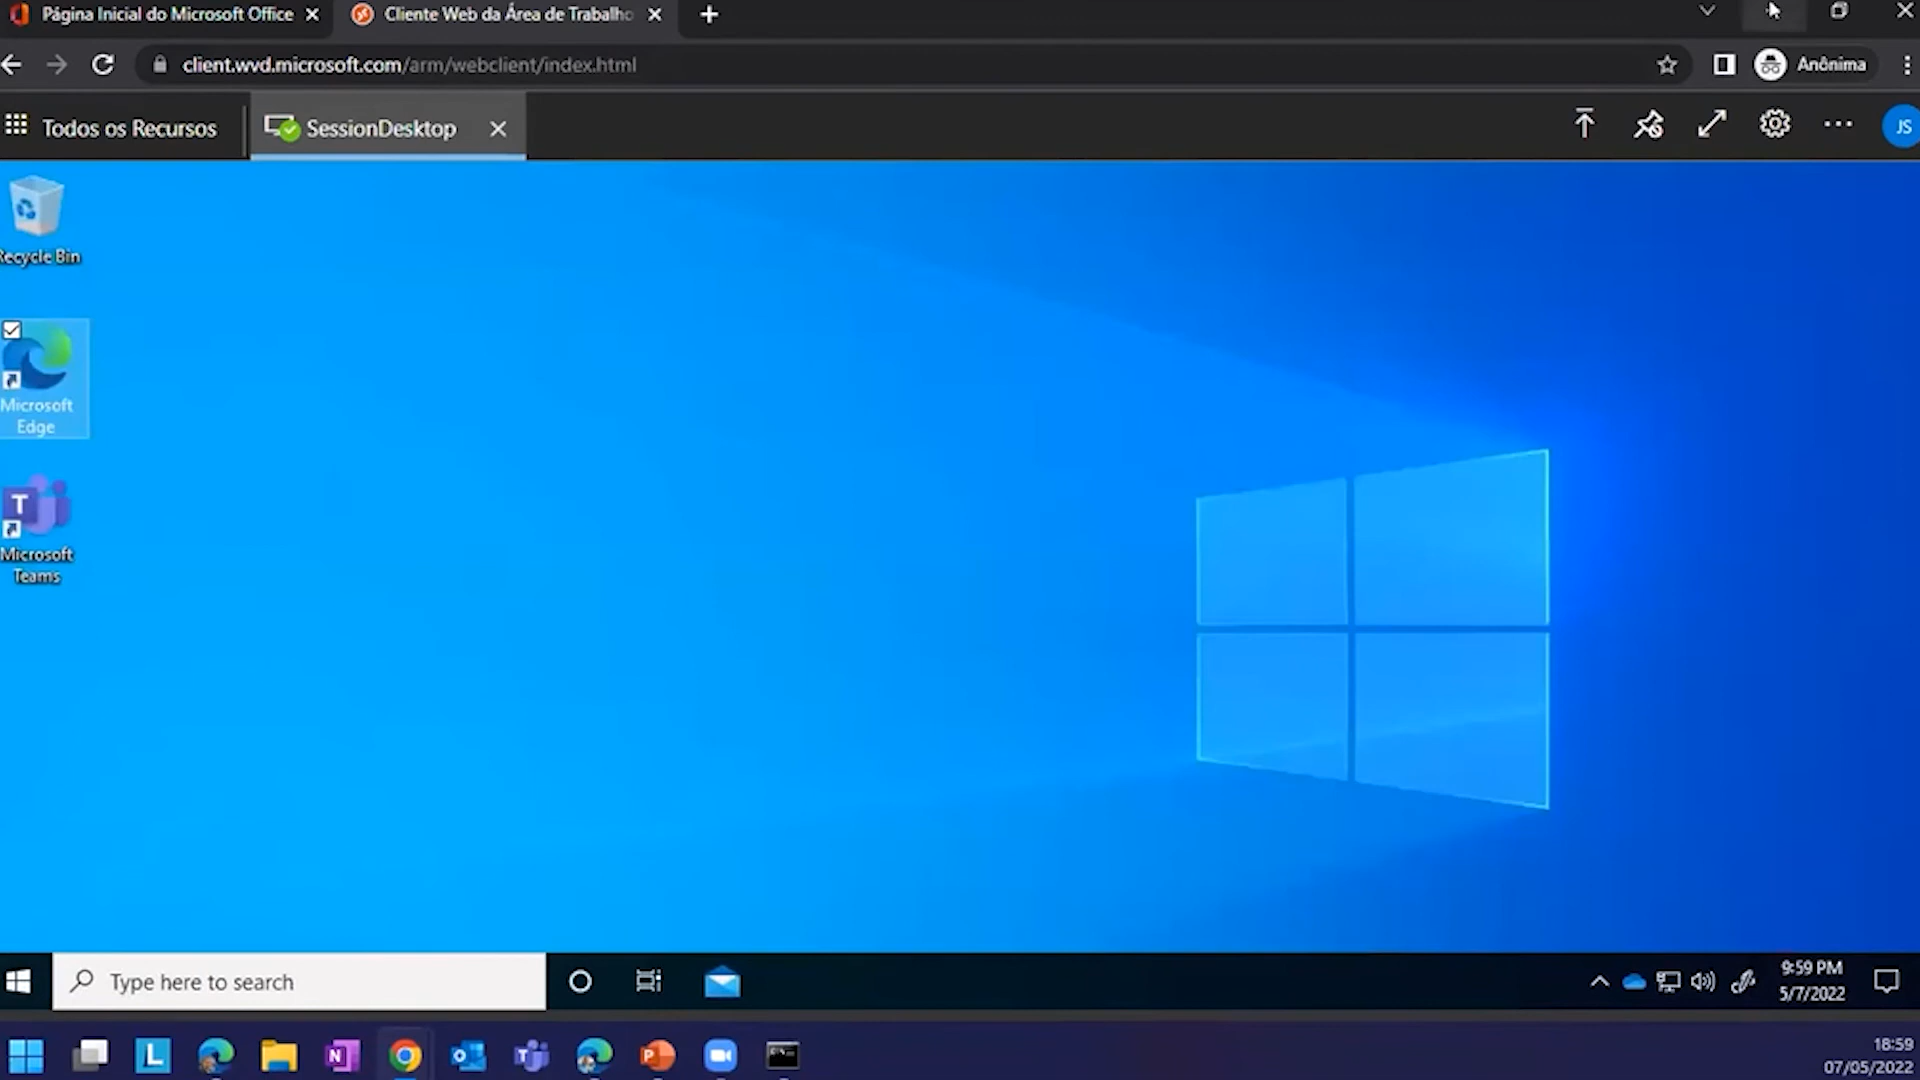 Página Inicial do Microsoft Office
Cliente Web da Área de Trabalho
client.wvd.microsoft.com/arm/webclient/index.html
Anônima
Todos os Recursos
SessionDesktop
JS
Recycle Bin
Microsoft
Edge
T
Microsoft
Teams
Type here to search
9:59 PM
5/7/2022
L
N
O
T
P
18:59
07/05/2022